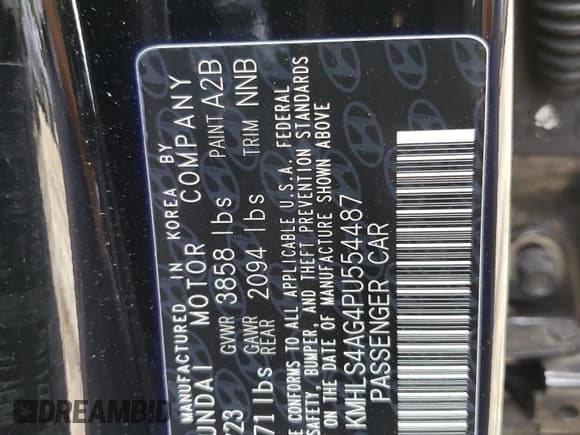 MANUFACTURED IN KOREA BY
UNDAI MOTOR COMPANY
/23 GVWR 3858 lbs PAINT A2B
71 lbs GAWR REAR 2094 lbs TRIM NNB
E CONFORMS TO ALL APPLICABLE U.S.A. FEDERAL
SAFETY, BUMPER, AND THEFT PREVENTION STANDARDS
ON THE DATE OF MANUFACTURE SHOWN ABOVE
KMHLS4AG4PU554487
PASSENGER CAR
DREAMBID